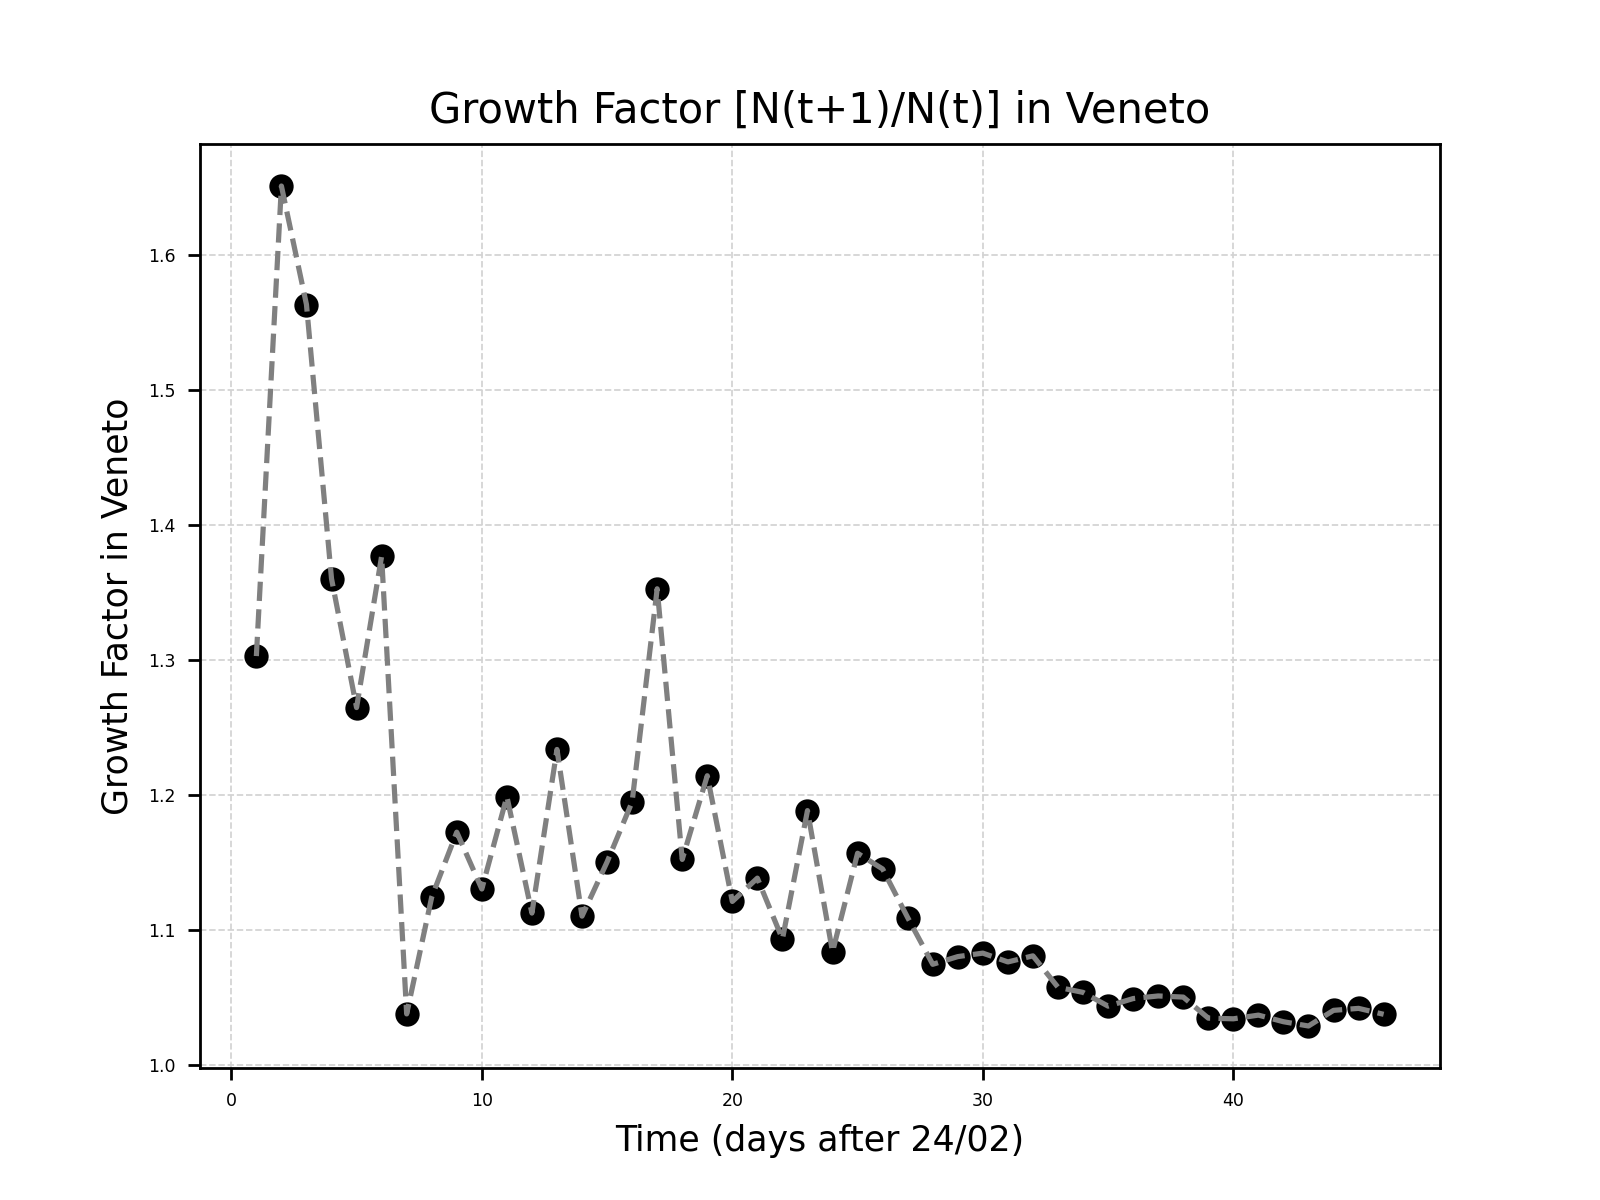 Growth Factor [N(t+1)/N(t)] in Veneto
Growth Factor in Veneto
1.6
1.5
1.4
1.3
1.2
1.1
1.0
0 10 20 30 40
Time (days after 24/02)